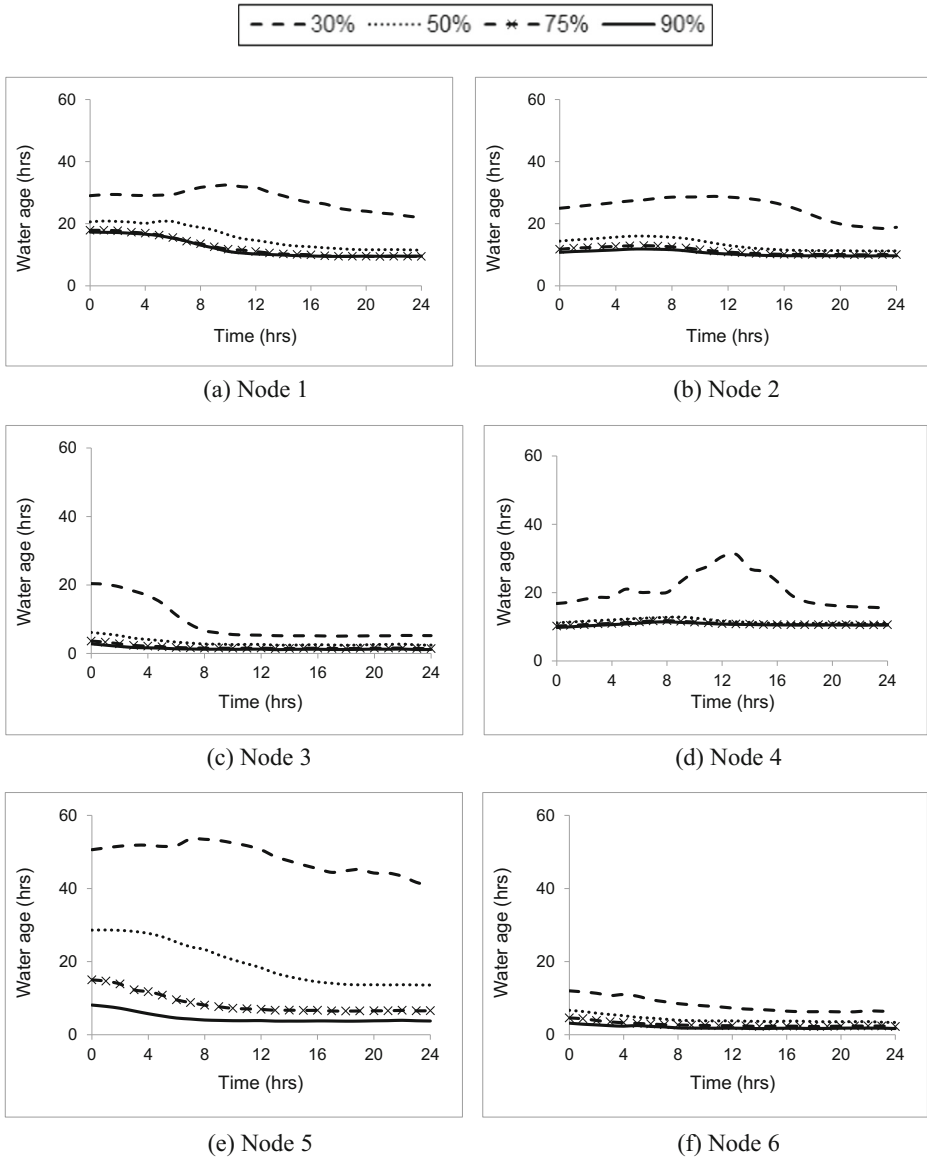 30% 50% 75% 90%
60
40
20
0
0 4 8 12 16 20 24
Water age (hrs)
Time (hrs)
(a) Node 1
60
40
20
0
0 4 8 12 16 20 24
Water age (hrs)
Time (hrs)
(b) Node 2
60
40
20
0
0 4 8 12 16 20 24
Water age (hrs)
Time (hrs)
(c) Node 3
60
40
20
0
0 4 8 12 16 20 24
Water age (hrs)
Time (hrs)
(d) Node 4
60
40
20
0
0 4 8 12 16 20 24
Water age (hrs)
Time (hrs)
(e) Node 5
60
40
20
0
0 4 8 12 16 20 24
Water age (hrs)
Time (hrs)
(f) Node 6